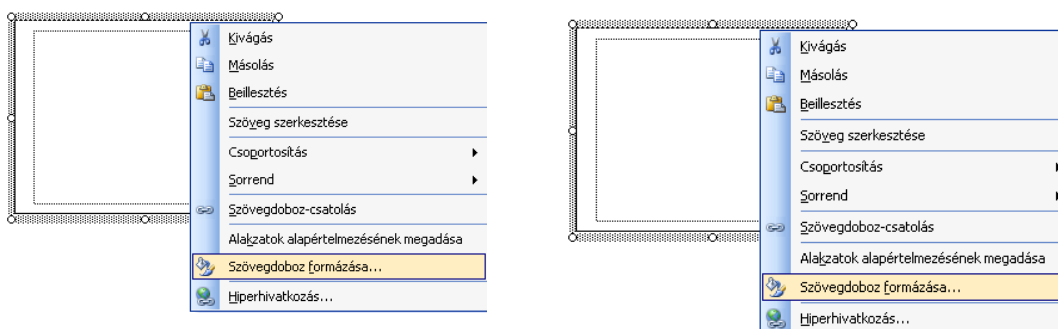 Kivágás
Másolás
Beillesztés
Szöveg szerkesztése
Csoportosítás
Sorrend
Szövegdoboz-csatolás
Alakzatok alapértelmezésének megadása
Szövegdoboz formázása...
Hiperhivatkozás...
Kivágás
Másolás
Beillesztés
Szöveg szerkesztése
Csoportosítás
Sorrend
Szövegdoboz-csatolás
Alakzatok alapértelmezésének megadása
Szövegdoboz formázása...
Hiperhivatkozás...